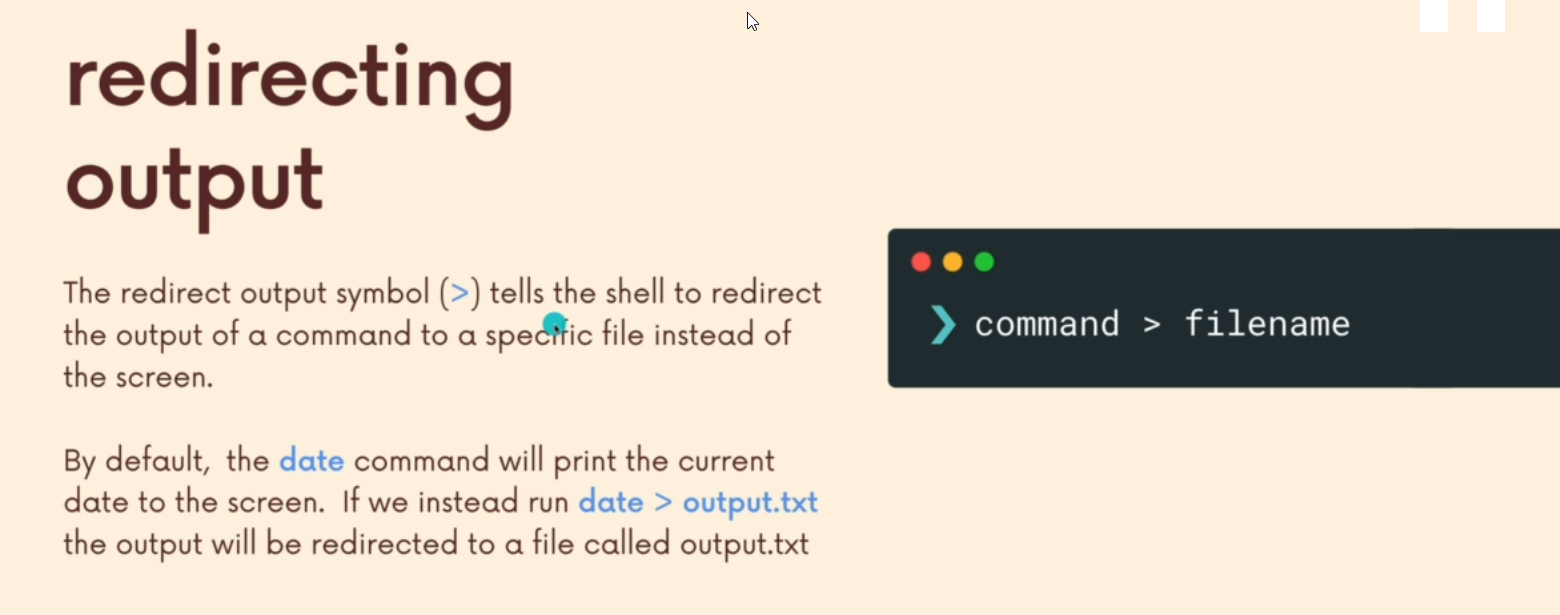 redirecting
output
The redirect output symbol (>) tells the shell to redirect
the output of a command to a specific file instead of
the screen.
By default,  the date command will print the current
date to the screen.  If we instead run date > output.txt
the output will be redirected to a file called output.txt
❯ command > filename